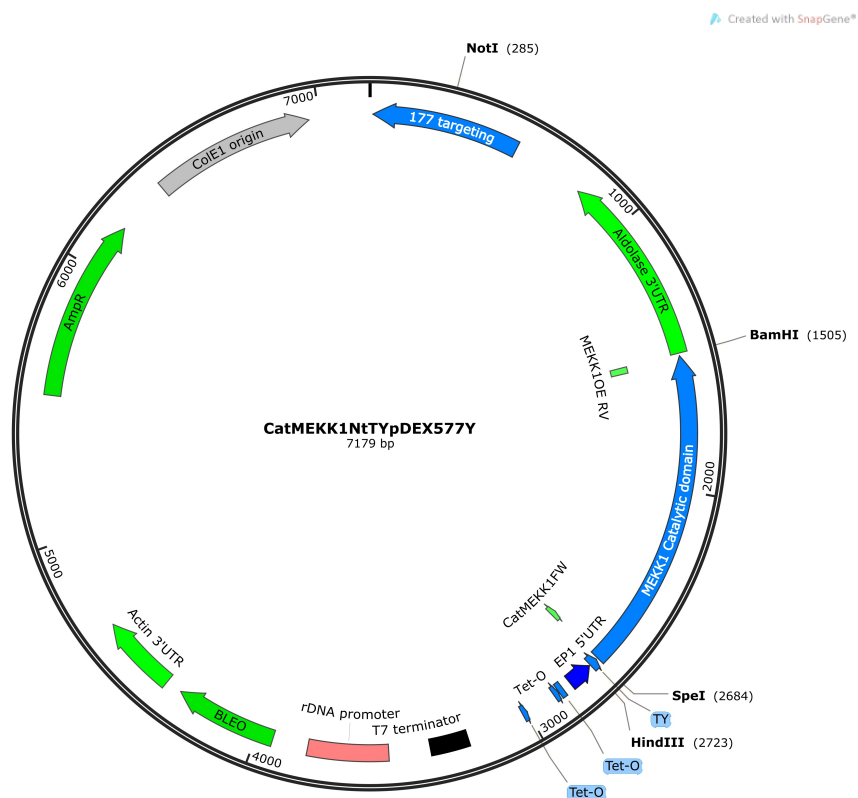 Created with SnapGene®
NotI (285)
7000
177 targeting
ColE1 origin
1000
Aldolase 3'UTR
6000
AmpR
BamHI (1505)
MEKK1OE RV
CatMEKK1NtTYpDEX577Y
7179 bp
2000
MEKK1 Catalytic domain
5000
CatMEKK1FW
Actin 3'UTR
EP1 5'UTR
Tet-O
SpeI (2684)
TY
rDNA promoter
T7 terminator
BLEO
3000
HindIII (2723)
4000
Tet-O
Tet-O